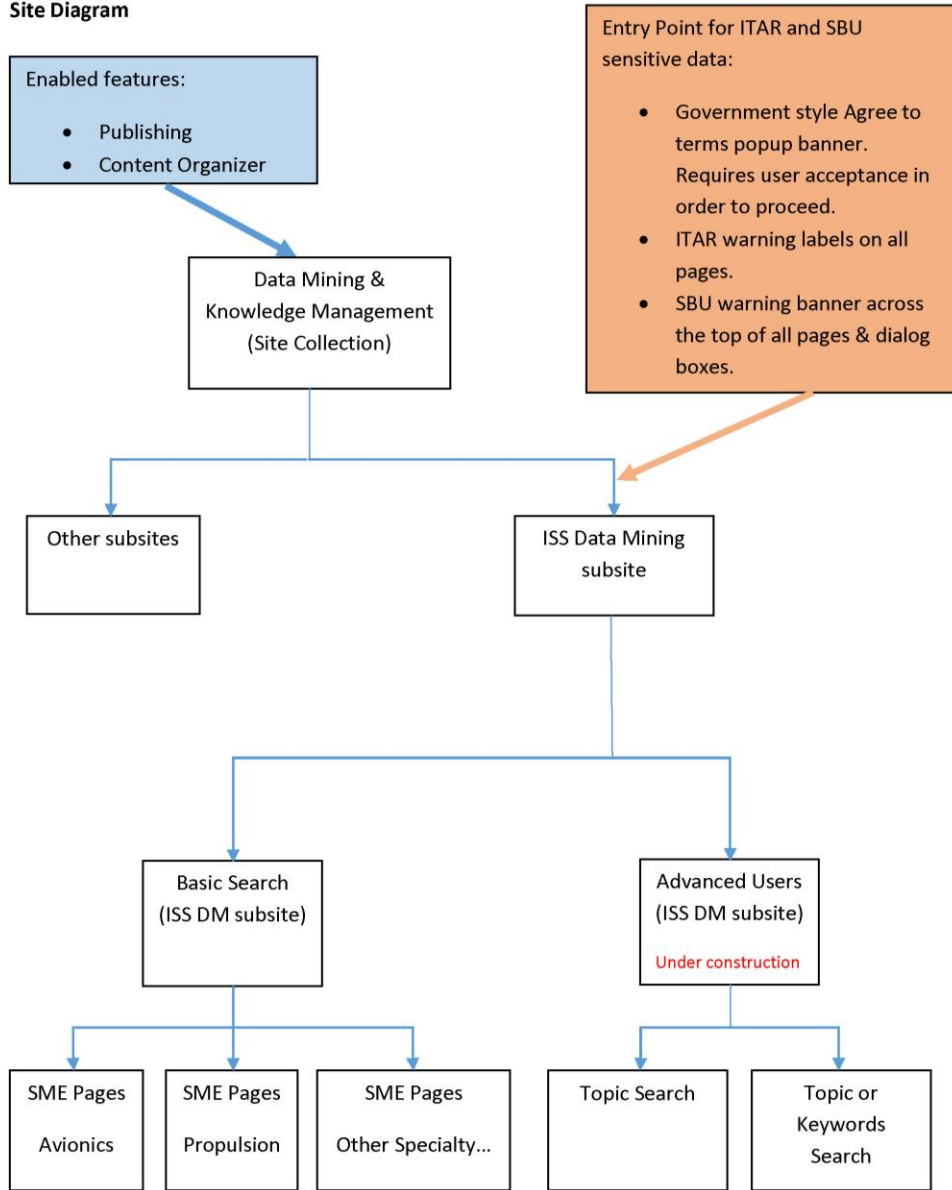 Site Diagram
Enabled features:
• Publishing
• Content Organizer
Entry Point for ITAR and SBU
sensitive data:
• Government style Agree to
terms popup banner.
Requires user acceptance in
order to proceed.
• ITAR warning labels on all
pages.
• SBU warning banner across
the top of all pages & dialog
boxes.
Data Mining &
Knowledge Management
(Site Collection)
Other subsites
ISS Data Mining
subsite
Basic Search
(ISS DM subsite)
Advanced Users
(ISS DM subsite)
Under construction
SME Pages
Avionics
SME Pages
Propulsion
SME Pages
Other Specialty...
Topic Search
Topic or
Keywords
Search